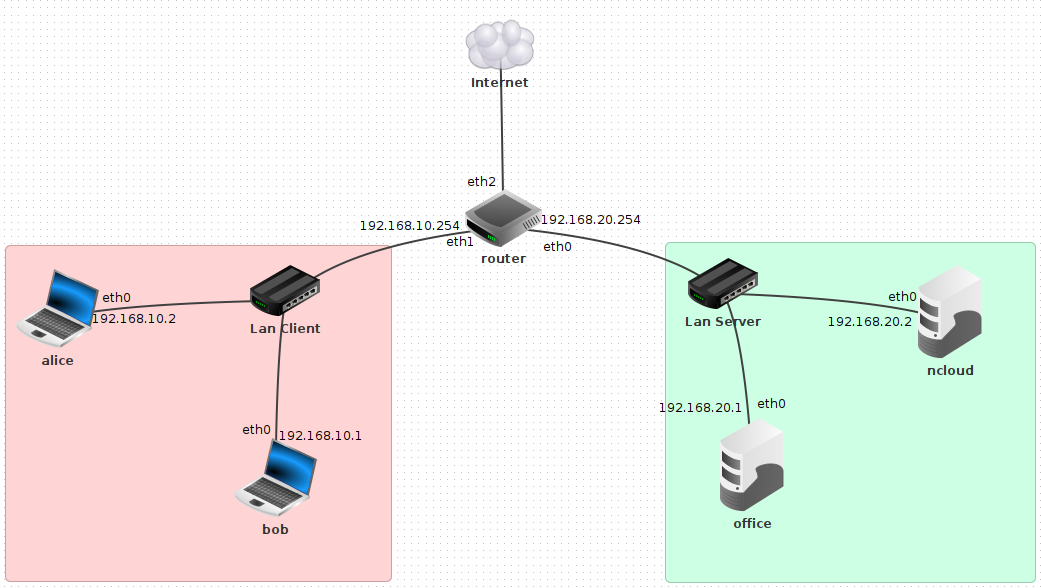 Internet
eth2
192.168.10.254
192.168.20.254
eth1
eth0
router
eth0
192.168.10.2
alice
Lan Client
eth0
192.168.10.1
bob
Lan Server
eth0
192.168.20.2
ncloud
192.168.20.1
eth0
office